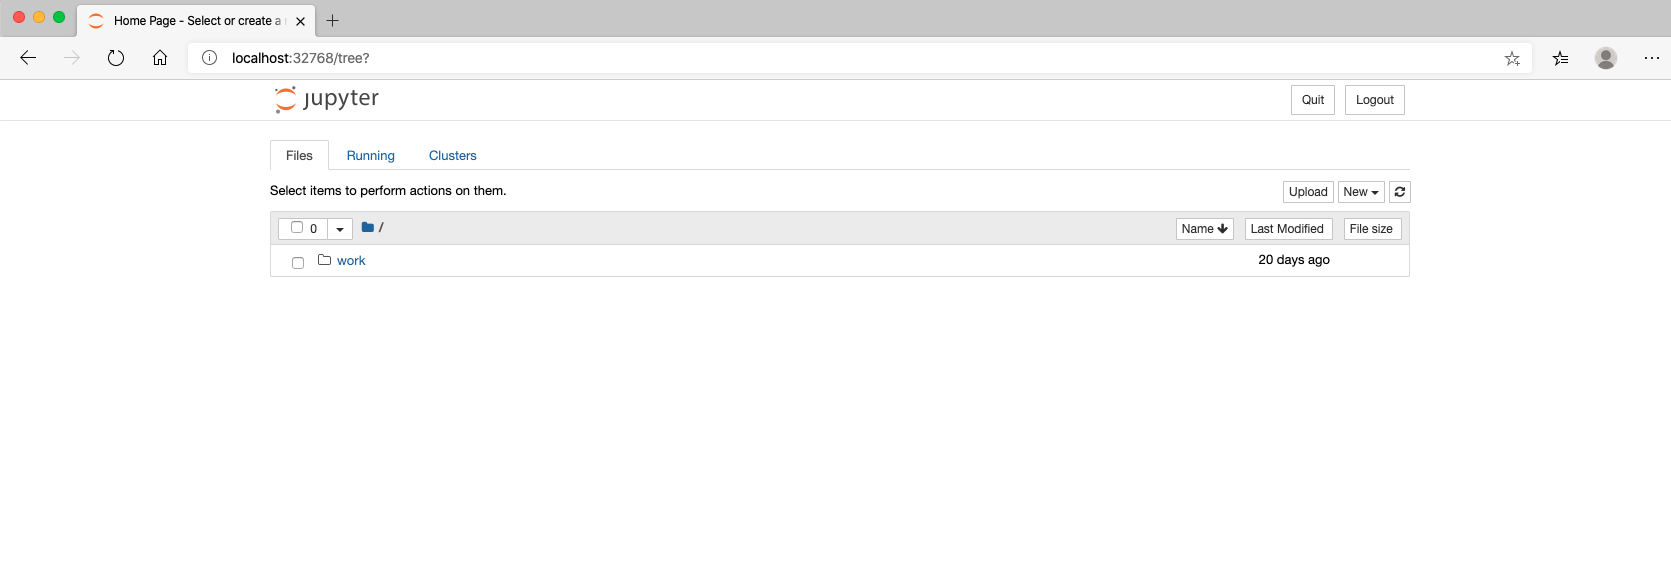 Home Page - Select or create a
localhost:32768/tree?
jupyter
Quit
Logout
Files
Running
Clusters
Select items to perform actions on them.
Upload
New
0
/
Name
Last Modified
File size
work
20 days ago